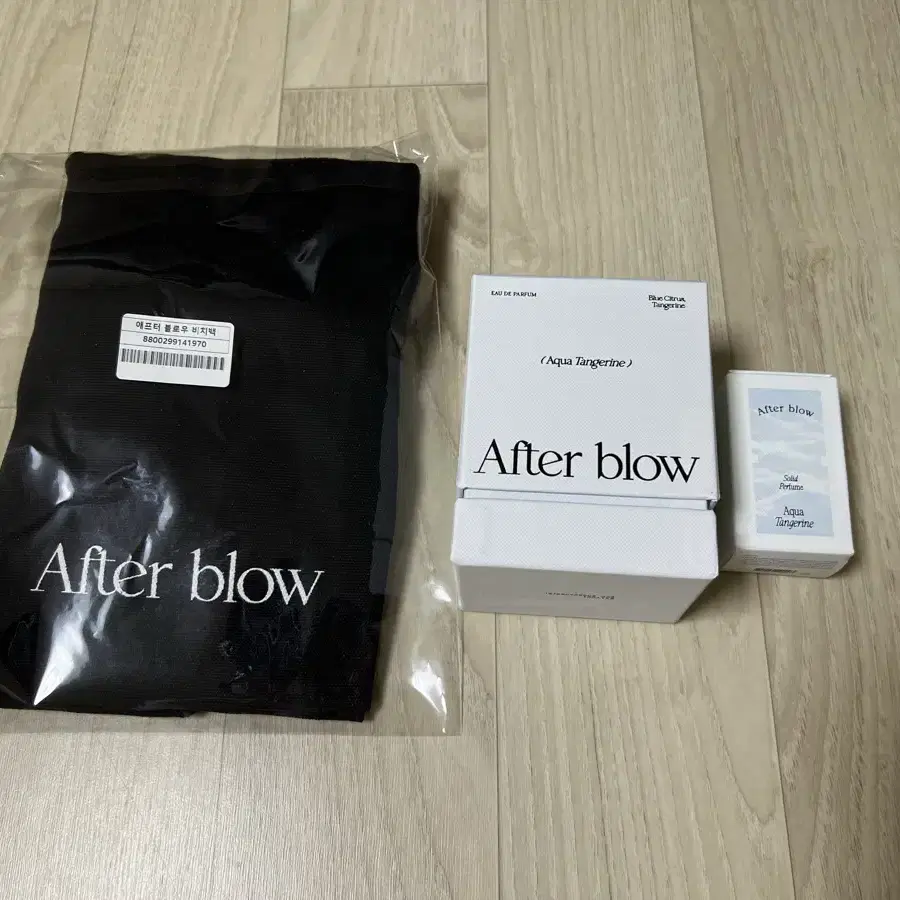 애프터 블로우 비치백
8800299141970
After blow
EAU DE PARFUM
Blue Citrus,
Tangerine
( Aqua Tangerine )
After blow
After blow
Solid
Perfume
Aqua
Tangerine